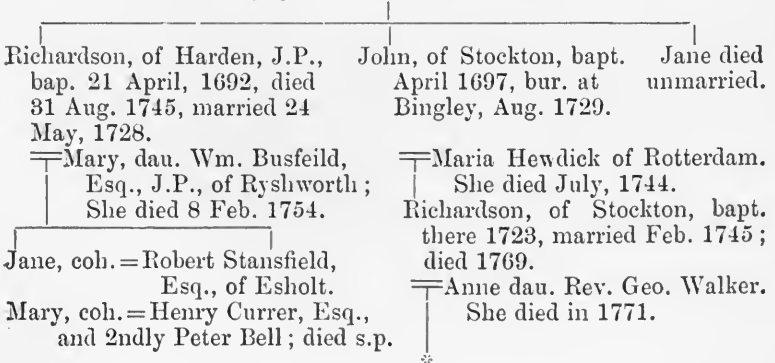 Richardson, of Harden, J.P.,
bap. 21 April, 1692, died
31 Aug. 1745, married 24
May, 1728.
Mary, dau. Wm. Busfeild,
Esq., J.P., of Ryshworth;
She died 8 Feb. 1754.
Jane, coh.=Robert Stansfield,
Esq., of Esholt.
Mary, coh.=Henry Currer, Esq.,
and 2ndly Peter Bell; died s.p.
John, of Stockton, bapt.
April 1697, bur. at
Bingley, Aug. 1729.
Maria Hewdick of Rotterdam.
She died July, 1744.
Richardson, of Stockton, bapt.
there 1723, married Feb. 1745;
died 1769.
Anne dau. Rev. Geo. Walker.
She died in 1771.
*
Jane died
unmarried.